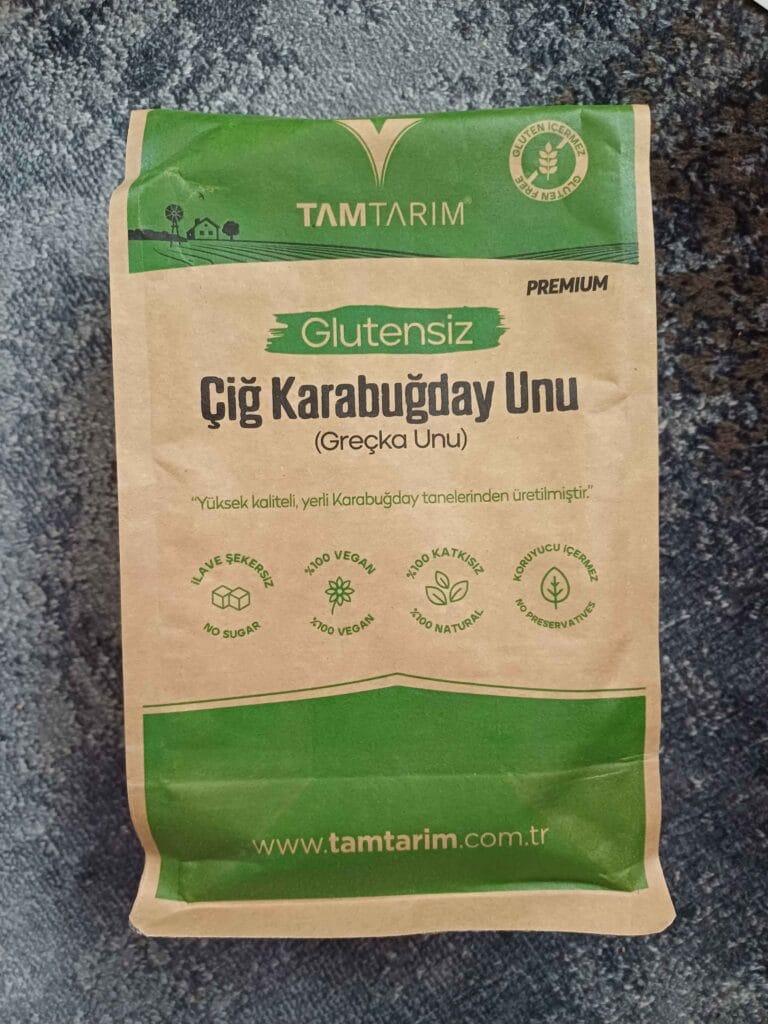 GLUTEN İÇERMEZ
GLUTEN FREE
TAMTARIM®
PREMIUM
Glutensiz
Çiğ Karabuğday Unu
(Greçka Unu)
“Yüksek kaliteli, yerli Karabuğday tanelerinden üretilmiştir.”
İLAVE ŞEKERSİZ
NO SUGAR
%100 VEGAN
%100 VEGAN
%100 KATKISIZ
%100 NATURAL
KORUYUCU İÇERMEZ
NO PRESERVATIVES
www.tamtarim.com.tr